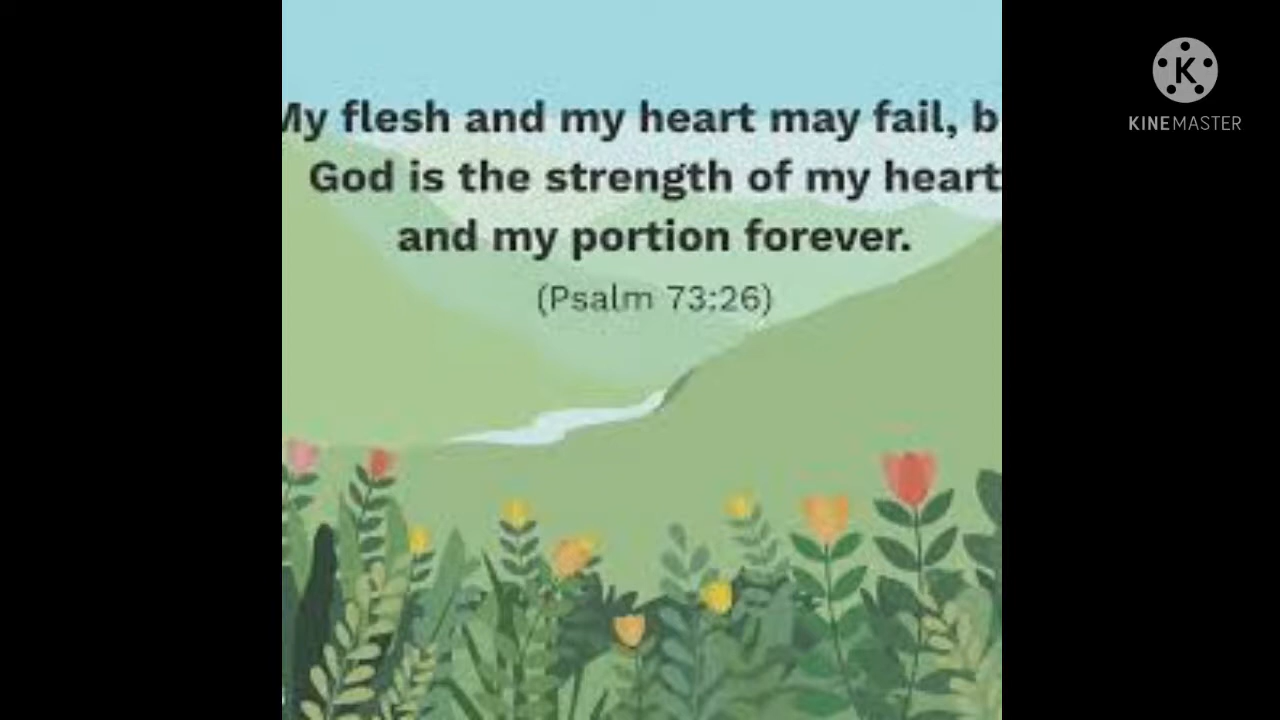 My flesh and my heart may fail, b
God is the strength of my heart
and my portion forever.
(Psalm 73:26)
K
KINEMASTER